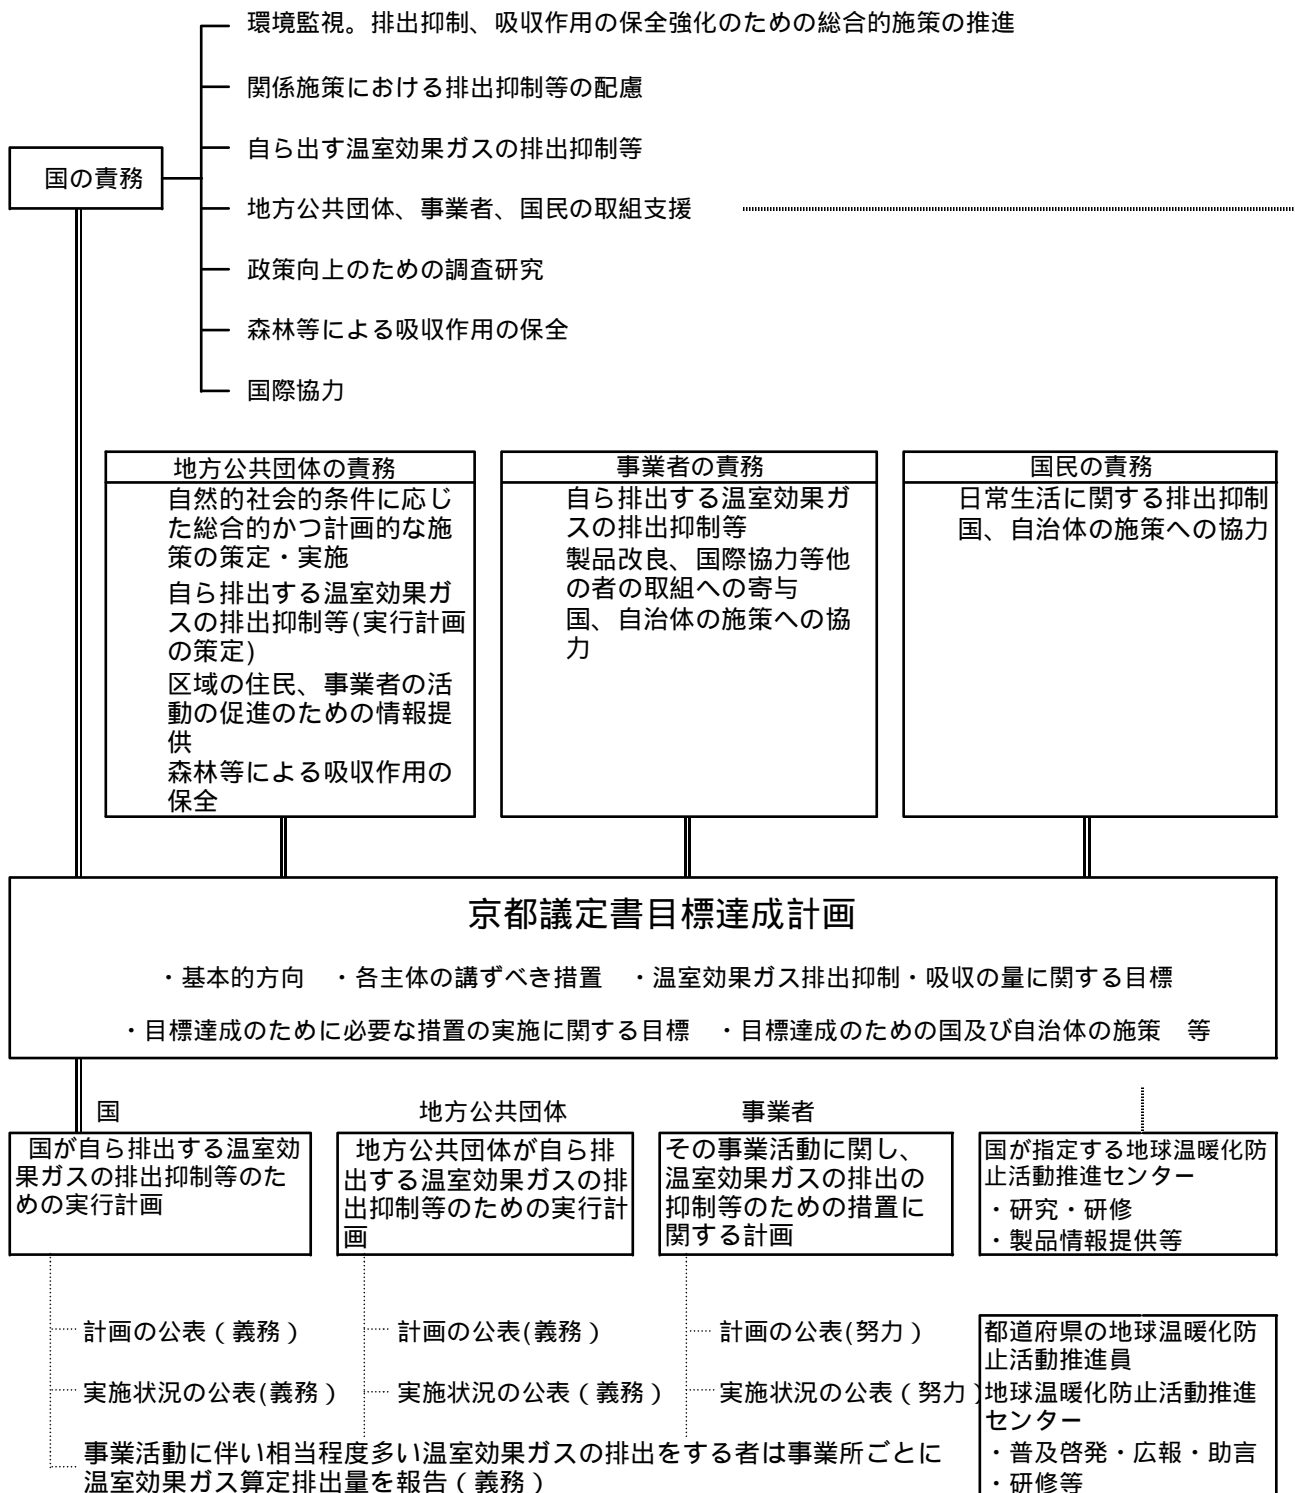 環境監視。排出抑制、吸収作用の保全強化のための総合的施策の推進
関係施策における排出抑制等の配慮
自ら出す温室効果ガスの排出抑制等
国の責務
地方公共団体、事業者、国民の取組支援
政策向上のための調査研究
森林等による吸収作用の保全
国際協力
地方公共団体の責務
自然的社会的条件に応じ
た総合的かつ計画的な施
策の策定・実施
自ら排出する温室効果ガ
スの排出抑制等(実行計画
の策定)
区域の住民、事業者の活
動の促進のための情報提
供
森林等による吸収作用の
保全
事業者の責務
自ら排出する温室効果ガ
スの排出抑制等
製品改良、国際協力等他
の者の取組への寄与
国、自治体の施策への協
力
国民の責務
日常生活に関する排出抑制
国、自治体の施策への協力
京都議定書目標達成計画
・基本的方向　・各主体の講ずべき措置　・温室効果ガス排出抑制・吸収の量に関する目標
・目標達成のために必要な措置の実施に関する目標　・目標達成のための国及び自治体の施策　等
国
国が自ら排出する温室効
果ガスの排出抑制等のた
めの実行計画
計画の公表（義務）
実施状況の公表(義務）
地方公共団体
地方公共団体が自ら排
出する温室効果ガスの排
出抑制等のための実行計
画
計画の公表(義務）
実施状況の公表（義務）
事業者
その事業活動に関し、
温室効果ガスの排出の
抑制等のための措置に
関する計画
計画の公表(努力）
実施状況の公表（努力）
事業活動に伴い相当程度多い温室効果ガスの排出をする者は事業所ごとに
温室効果ガス算定排出量を報告（義務）
国が指定する地球温暖化防
止活動推進センター
・研究・研修
・製品情報提供等
都道府県の地球温暖化防
止活動推進員
地球温暖化防止活動推進
センター
・普及啓発・広報・助言
・研修等